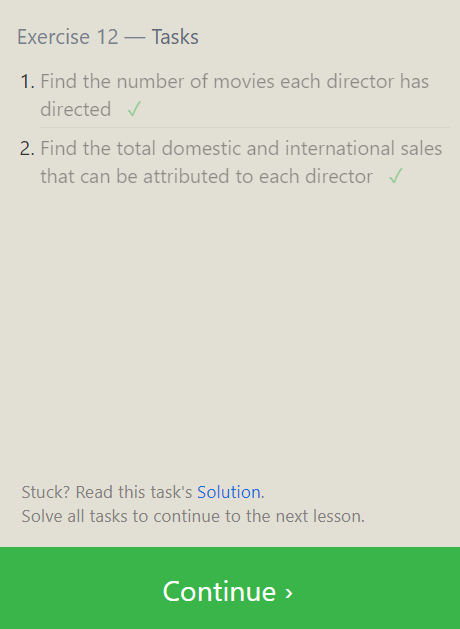 Exercise 12 — Tasks
1. Find the number of movies each director has
directed ✓
2. Find the total domestic and international sales
that can be attributed to each director ✓
Stuck? Read this task's Solution.
Solve all tasks to continue to the next lesson.
Continue ›